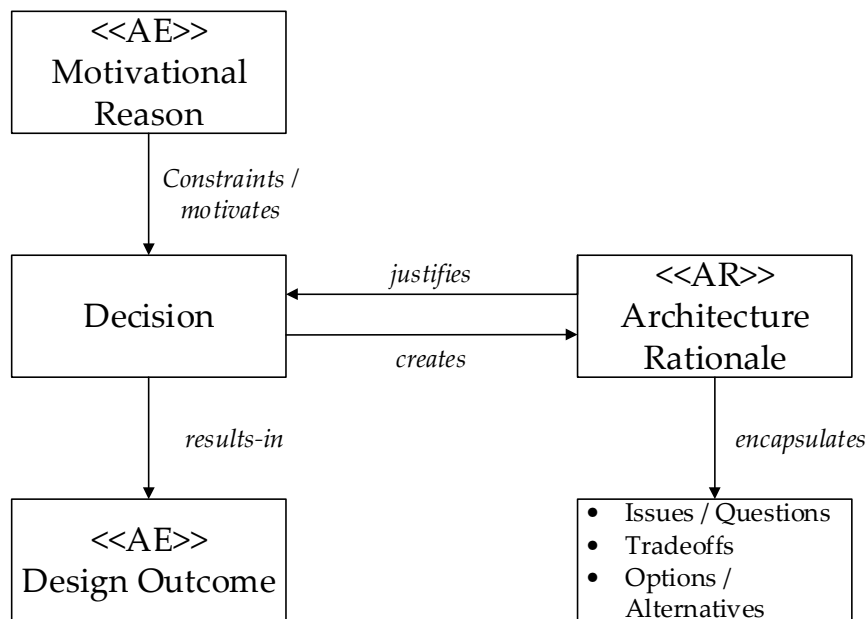 <<AE>>
Motivational
Reason
Constraints /
motivates
Decision
justifies
creates
<<AR>>
Architecture
Rationale
results-in
encapsulates
<<AE>>
Design Outcome
• Issues / Questions
• Tradeoffs
• Options /
Alternatives